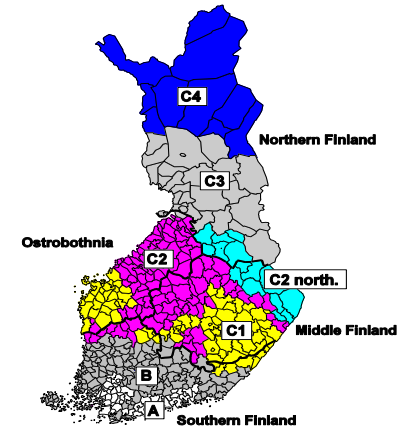 C4
Northern Finland
C3
Ostrobothnia
C2
C2 north.
C1
Middle Finland
B
A
Southern Finland